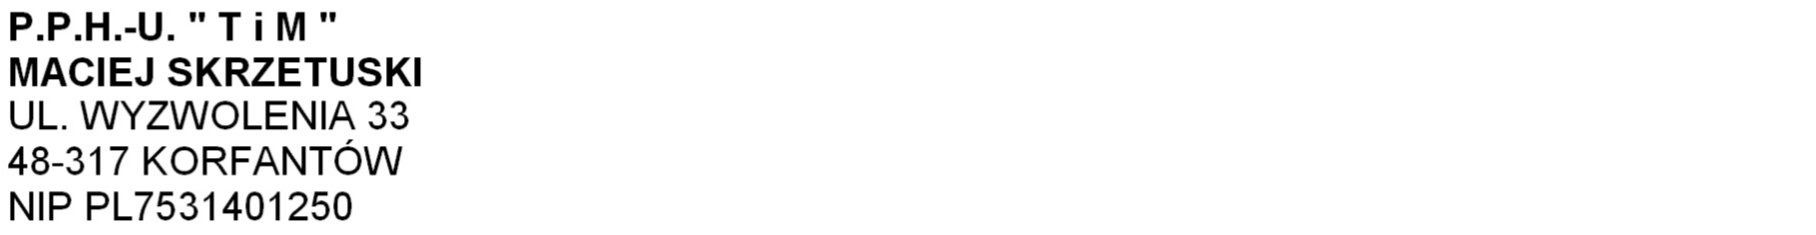 P.P.H.-U. " T i M "
MACIEJ SKRZETUSKI
UL. WYZWOLENIA 33
48-317 KORFANTÓW
NIP PL7531401250